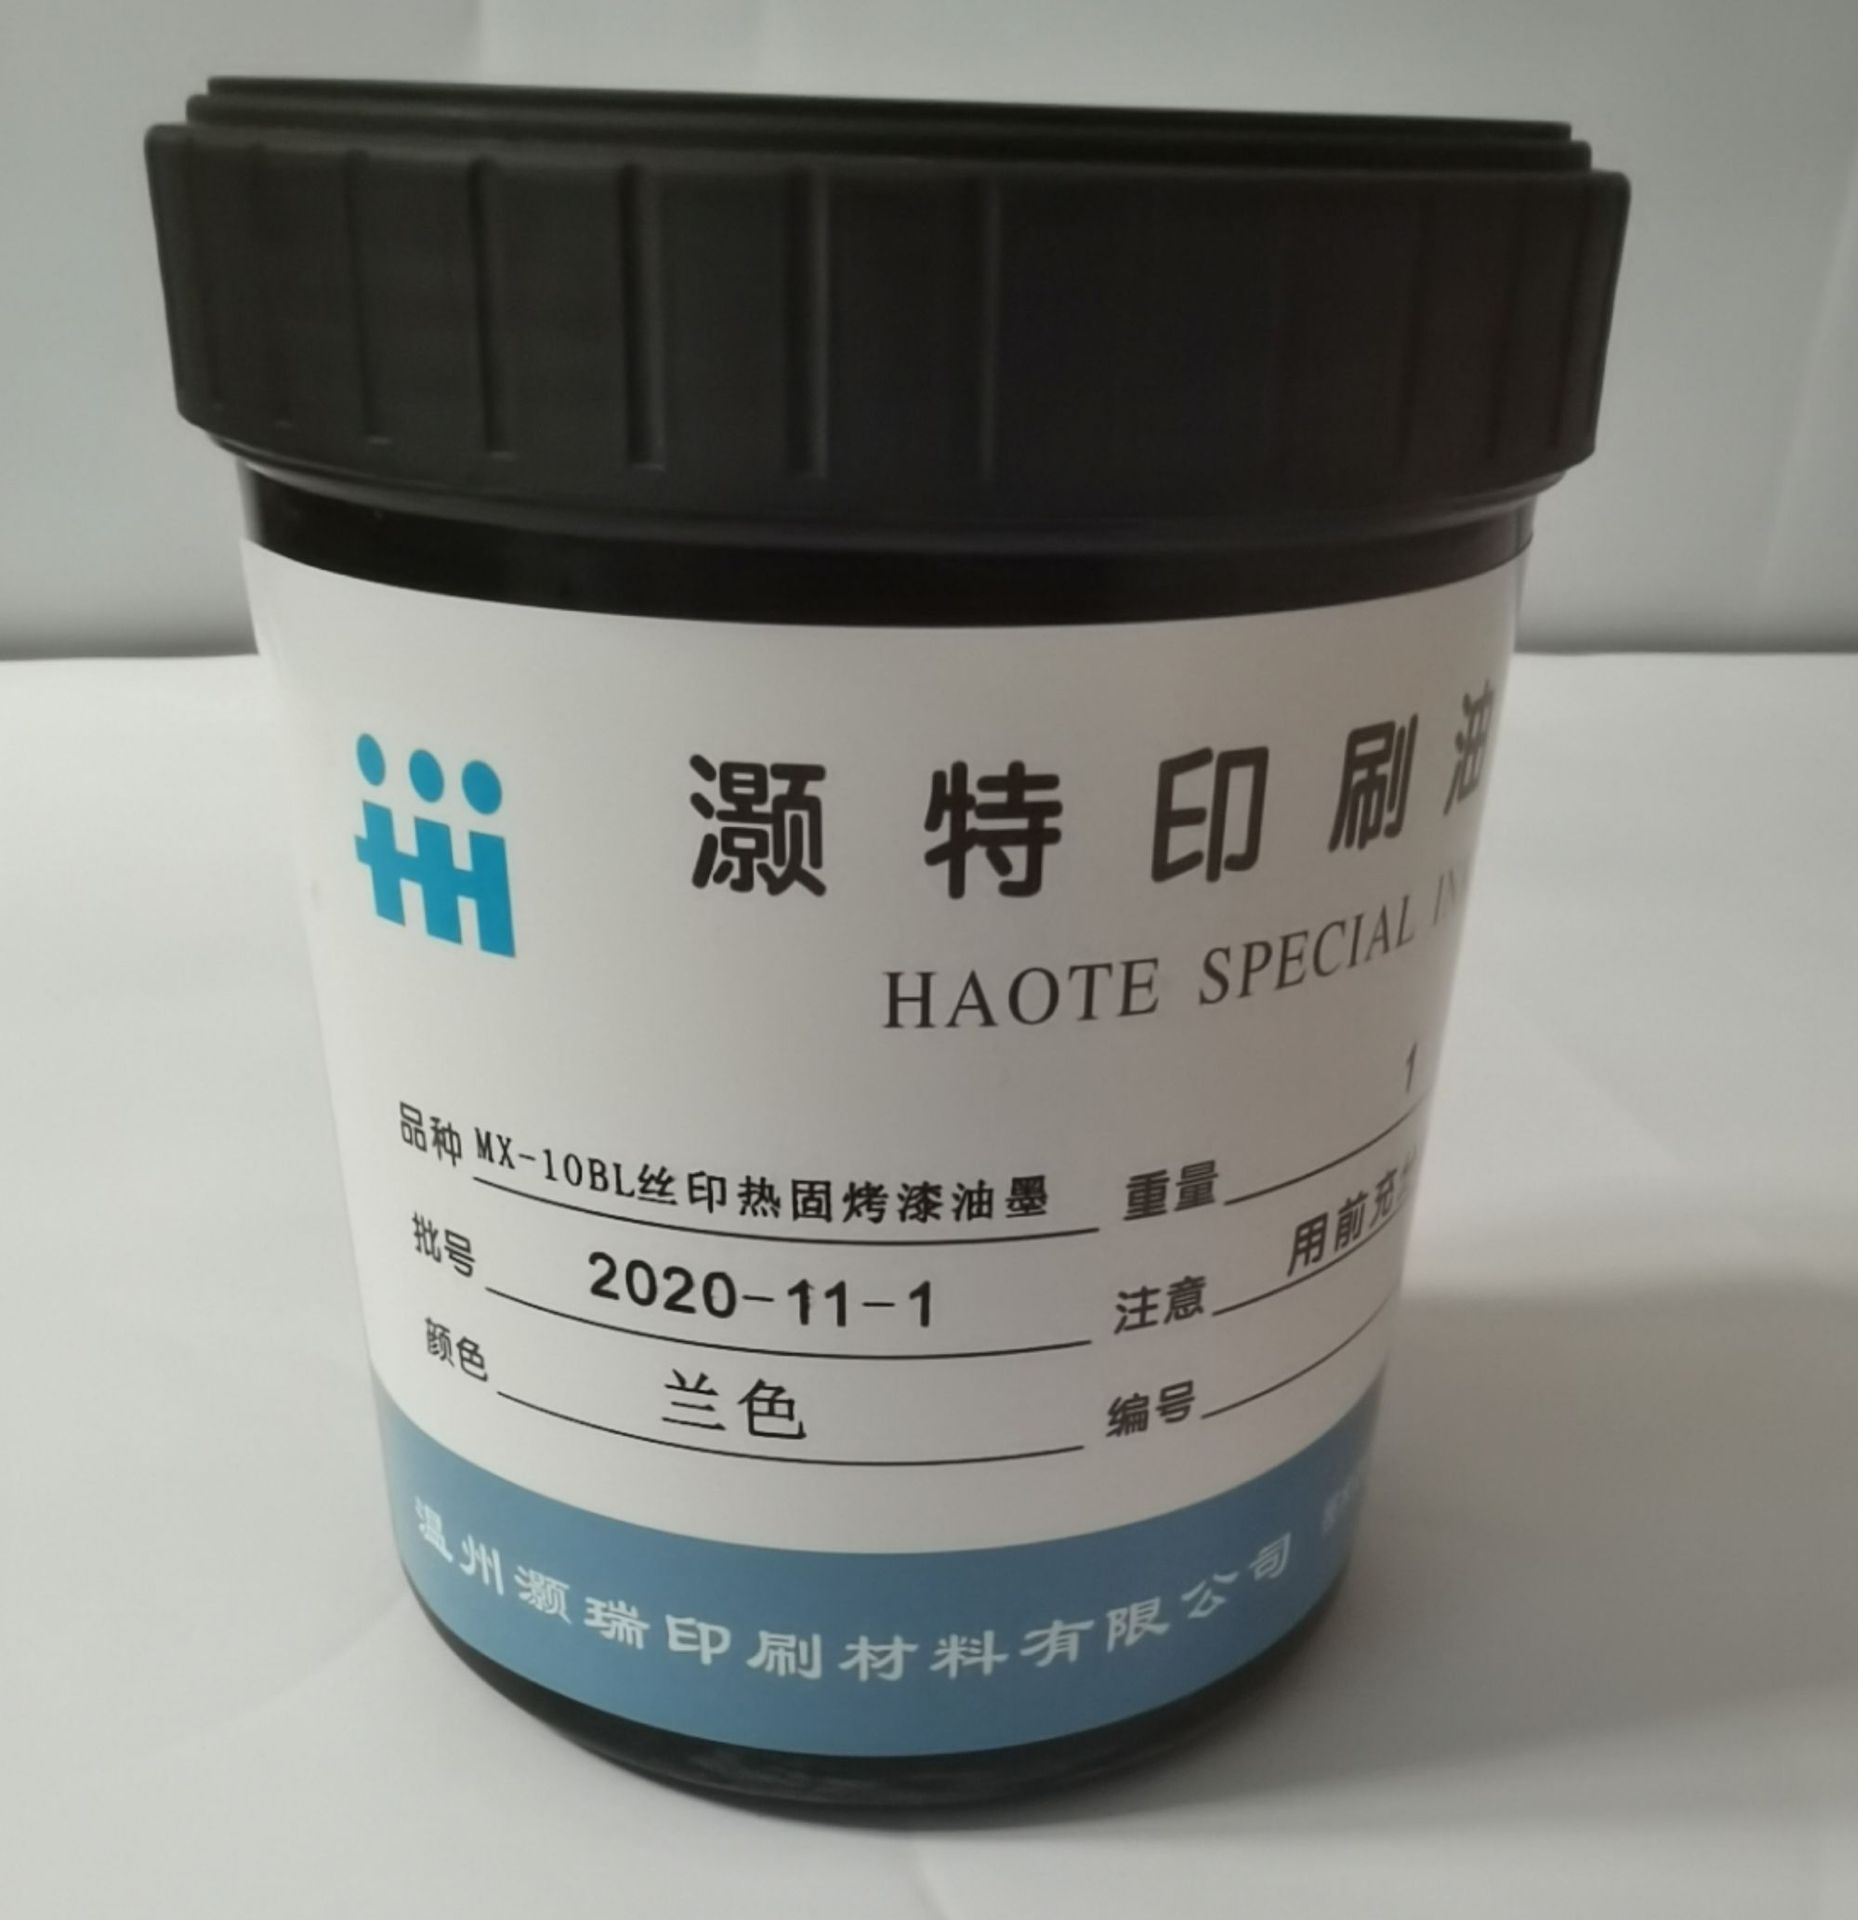 灏特印刷油
HAOTE SPECIAL IN
品种 MX-10BL丝印热固烤漆油墨 重量 1
批号 2020-11-1 注意 用前充
颜色 兰色 编号
温州灏瑞印刷材料有限公司